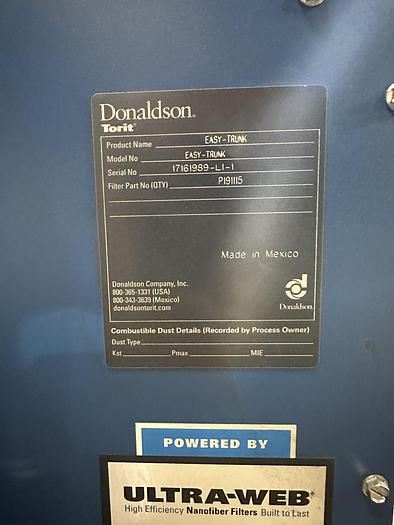 Donaldson®
Torit®
Product Name EASY-TRUNK
Model No EASY-TRUNK
Serial No 17161989-L1-1
Filter Part No (QTY) P191115
Made in Mexico
Donaldson Company, Inc.
800-365-1331 (USA)
800-343-3639 (Mexico)
donaldsontorit.com
Donaldson.
Combustible Dust Details (Recorded by Process Owner)
Dust Type
Kst Pmax MIE
POWERED BY
ULTRA-WEB®
High Efficiency Nanofiber Filters Built to Last